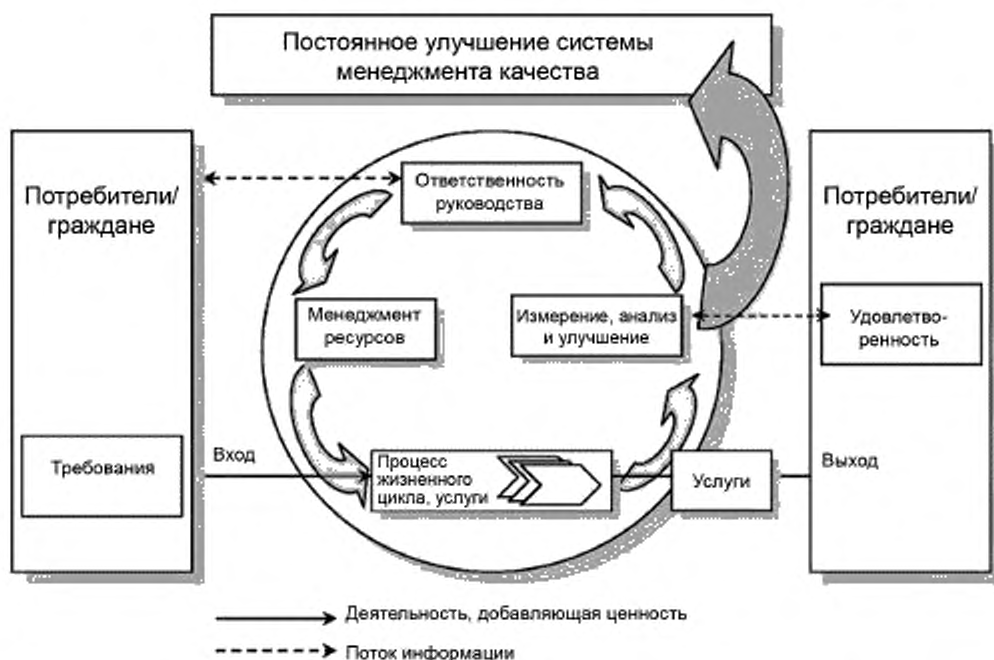 Постоянное улучшение системы
менеджмента качества
Потребители/
граждане
Требования
Вход
Ответственность
руководства
Менеджмент
ресурсов
Измерение, анализ
и улучшение
Процесс
жизненного
цикла, услуги
Услуги
Потребители/
граждане
Удовлетво-
ренность
Выход
Деятельность, добавляющая ценность
Поток информации